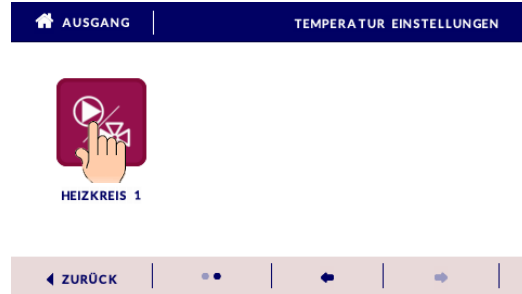 AUSGANG
TEMPERATUR EINSTELLUNGEN
HEIZKREIS 1
ZURÜCK